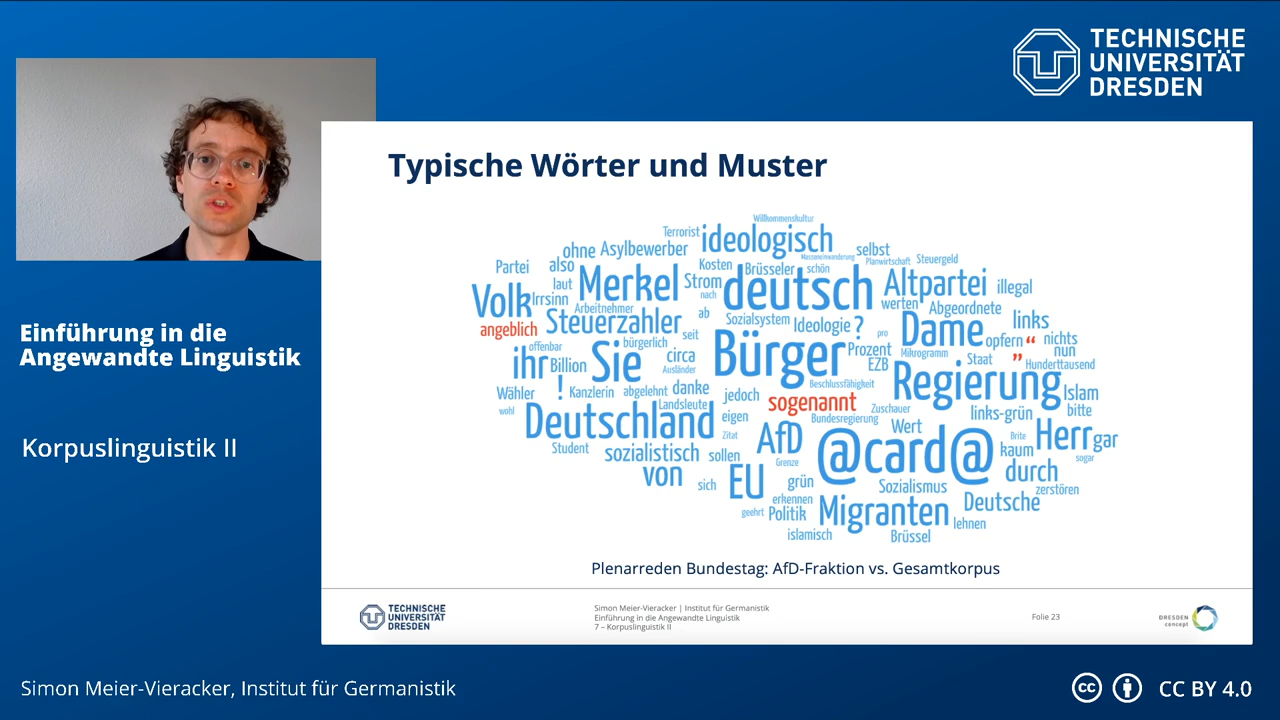 TECHNISCHE
UNIVERSITÄT
DRESDEN
Typische Wörter und Muster
Willkommenskultur
Terrorist ideologisch
ohne Asylbewerber selbst
Masseneinwanderung Planwirtschaft Steuergeld
Partei also Kosten Brüsseler schön
laut Merkel Strom deutsch Altpartei illegal
Volk Irrsinn Arbeitnehmer nach werten Abgeordnete
angeblich Steuerzahler ab Sozialsystem Ideologie ? Dame links
offenbar bürgerlich seit pro opfern “ nichts
ihr Billion Sie circa Bürger Prozent Mikrogramm Staat „ nun
Ausländer EZB Hunderttausend
Wähler ! Kanzlerin abgelehnt danke jedoch Beschlussfähigkeit Regierung Islam
wohl Landsleute sogenannt Zuschauer links-grün bitte
Deutschland eigen Bundesregierung Wert
Zitat AfD @card@ Brite Herr gar
Student sozialistisch sollen Grenze kaum sogar
von sich EU grün Sozialismus durch
erkennen zerstören
geehrt Politik Migranten Deutsche
islamisch Brüssel lehnen
Plenarreden Bundestag: AfD-Fraktion vs. Gesamtkorpus
Einführung in die
Angewandte Linguistik
Korpuslinguistik II
TECHNISCHE
UNIVERSITÄT
DRESDEN
Simon Meier-Vieracker | Institut für Germanistik
Einführung in die Angewandte Linguistik
7 – Korpuslinguistik II
Folie 23
DRESDEN
concept
Simon Meier-Vieracker, Institut für Germanistik
cc
CC BY 4.0